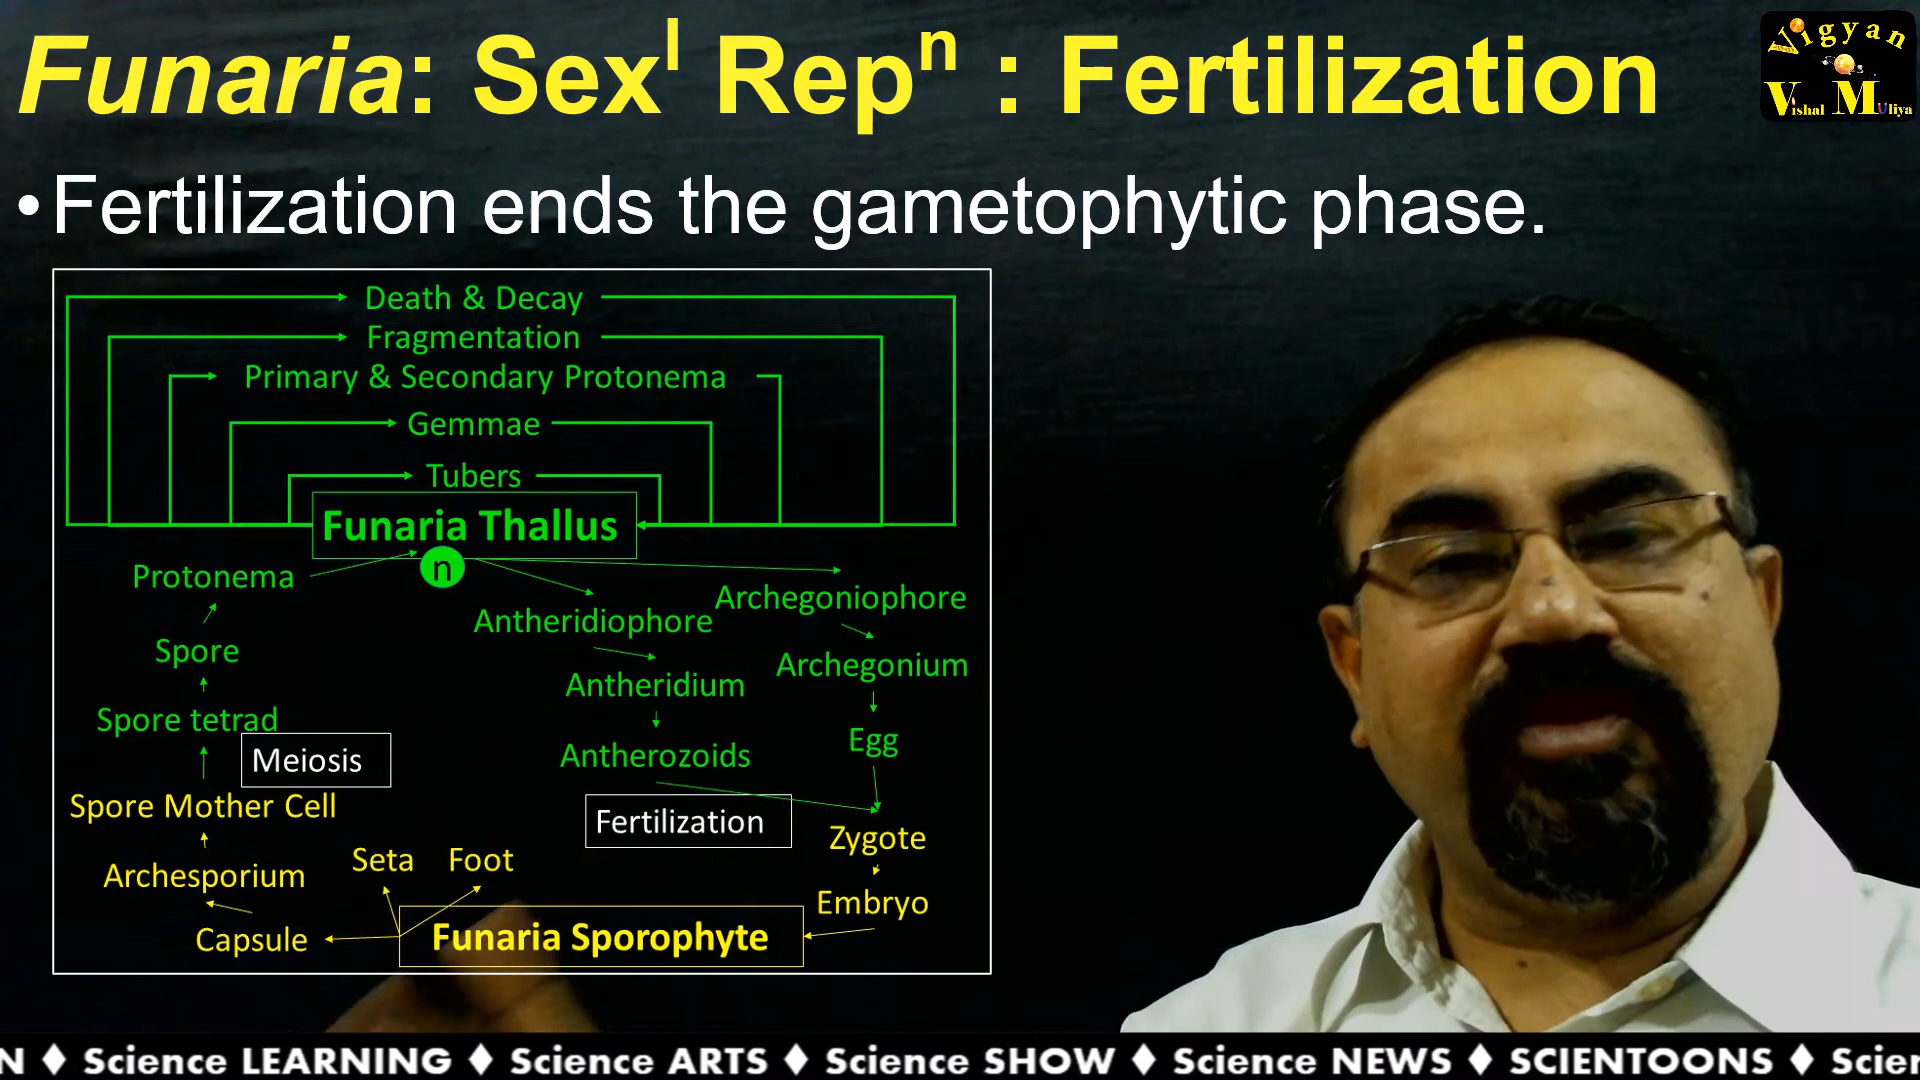 Funaria: Sexl Repn : Fertilization
Vigyan
Vishal Muliya
•Fertilization ends the gametophytic phase.
Death & Decay
Fragmentation
Primary & Secondary Protonema
Gemmae
Tubers
Funaria Thallus
n
Protonema
Archegoniophore
Antheridiophore
Spore
Archegonium
Antheridium
Spore tetrad
Egg
Antherozoids
Meiosis
Spore Mother Cell
Fertilization
Zygote
Seta Foot
Archesporium
Embryo
Capsule
Funaria Sporophyte
N ♦ Science LEARNING ♦ Science ARTS ♦ Science SHOW ♦ Science NEWS ♦ SCIENTOONS ♦ Scien